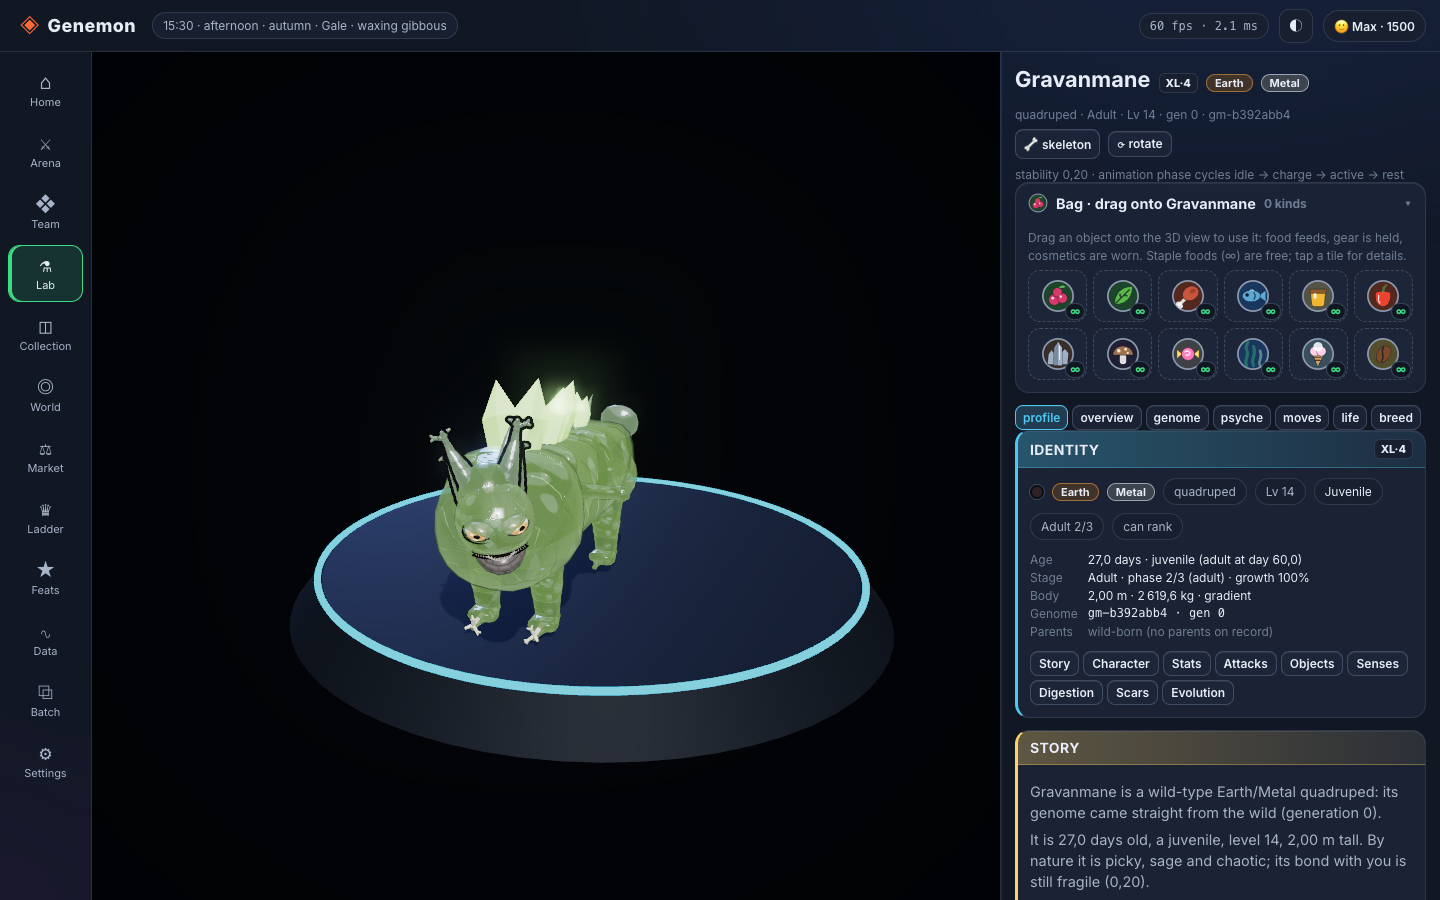 Genemon
15:30 · afternoon · autumn · Gale · waxing gibbous
60 fps · 2.1 ms
Max · 1500
Home
Arena
Team
Lab
Collection
World
Market
Ladder
Feats
Data
Batch
Settings
Gravanmane XL·4 Earth Metal
quadruped · Adult · Lv 14 · gen 0 · gm-b392abb4
skeleton
⟳ rotate
stability 0,20 · animation phase cycles idle → charge → active → rest
Bag · drag onto Gravanmane 0 kinds
Drag an object onto the 3D view to use it: food feeds, gear is held,
cosmetics are worn. Staple foods (∞) are free; tap a tile for details.
∞ ∞ ∞ ∞ ∞ ∞
∞ ∞ ∞ ∞ ∞ ∞
profile overview genome psyche moves life breed
IDENTITY XL·4
Earth Metal quadruped Lv 14 Juvenile
Adult 2/3 can rank
Age 27,0 days · juvenile (adult at day 60,0)
Stage Adult · phase 2/3 (adult) · growth 100%
Body 2,00 m · 2 619,6 kg · gradient
Genome gm-b392abb4 · gen 0
Parents wild-born (no parents on record)
Story Character Stats Attacks Objects Senses
Digestion Scars Evolution
STORY
Gravanmane is a wild-type Earth/Metal quadruped: its
genome came straight from the wild (generation 0).
It is 27,0 days old, a juvenile, level 14, 2,00 m tall. By
nature it is picky, sage and chaotic; its bond with you is
still fragile (0,20).